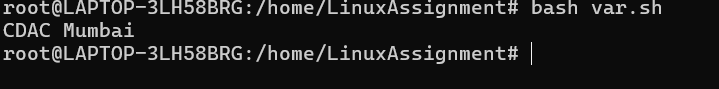 root@LAPTOP-3LH58BRG:/home/LinuxAssignment# bash var.sh
CDAC Mumbai
root@LAPTOP-3LH58BRG:/home/LinuxAssignment#